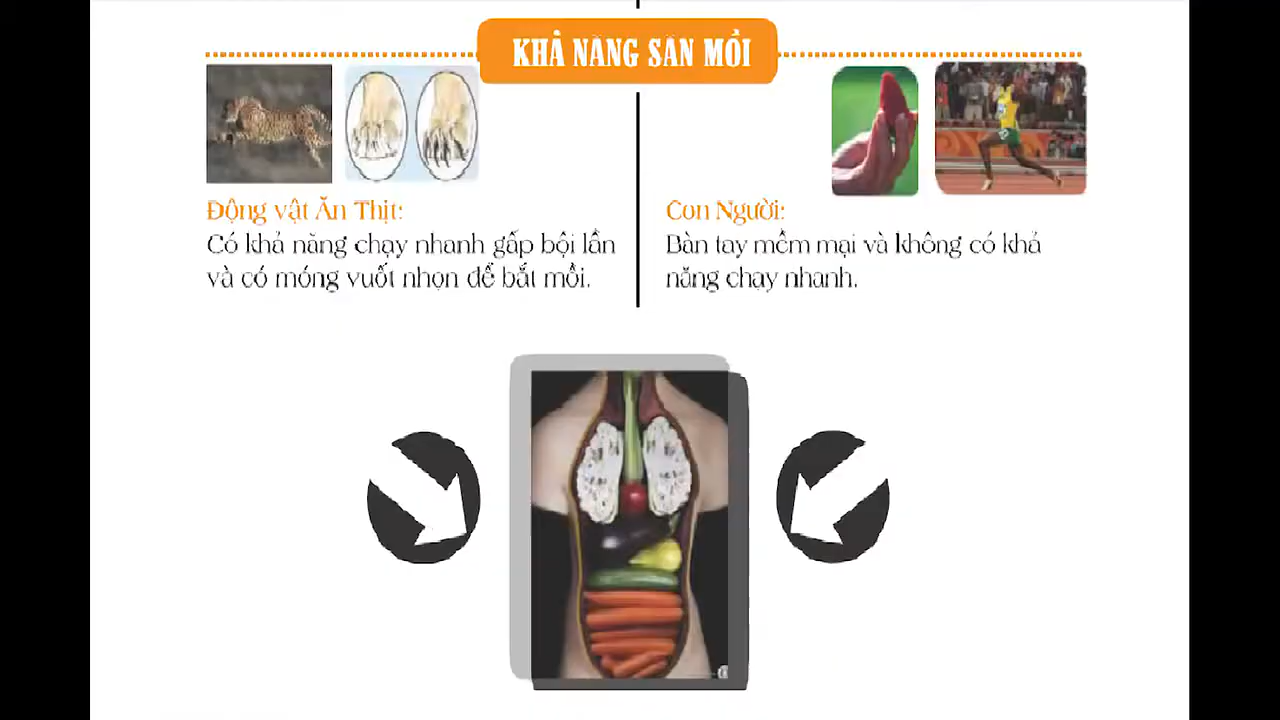 KHẢ NĂNG SĂN MỒI
Động vật Ăn Thịt:
Có khả năng chạy nhanh gấp bội lần
và có móng vuốt nhọn để bắt mồi.
Con Người:
Bàn tay mềm mại và không có khả
năng chạy nhanh.